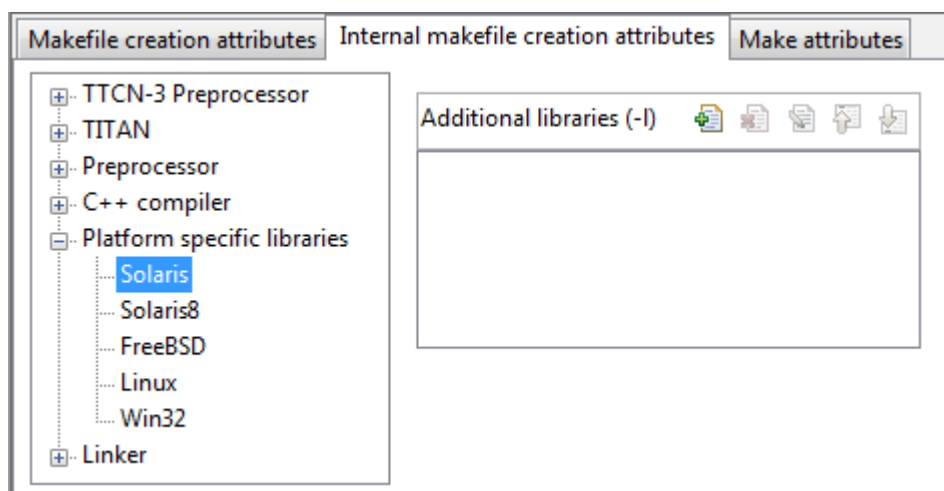 Makefile creation attributes
Internal makefile creation attributes
Make attributes
TTCN-3 Preprocessor
TITAN
Preprocessor
C++ compiler
Platform specific libraries
Solaris
Solaris8
FreeBSD
Linux
Win32
Linker
Additional libraries (-l)